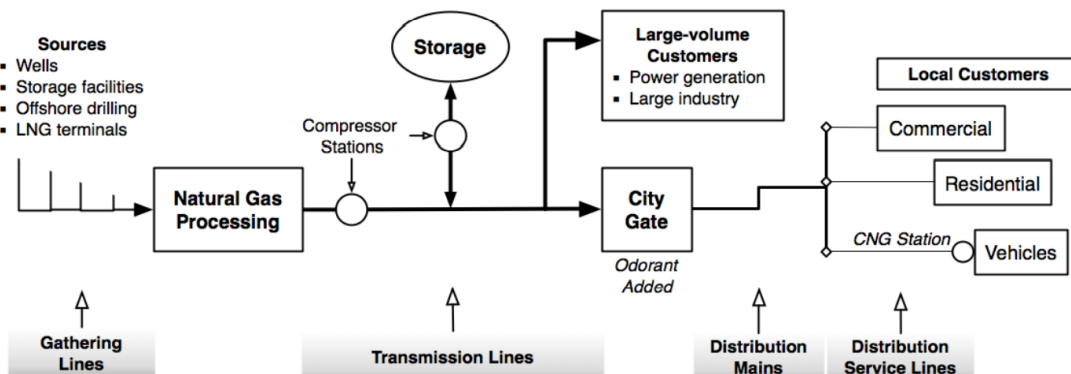 Sources
▪ Wells
▪ Storage facilities
▪ Offshore drilling
▪ LNG terminals
Natural Gas
Processing
Compressor
Stations
Storage
Large-volume
Customers
▪ Power generation
▪ Large industry
City
Gate
Odorant
Added
Local Customers
Commercial
Residential
CNG Station
Vehicles
Gathering
Lines
Transmission Lines
Distribution
Mains
Distribution
Service Lines